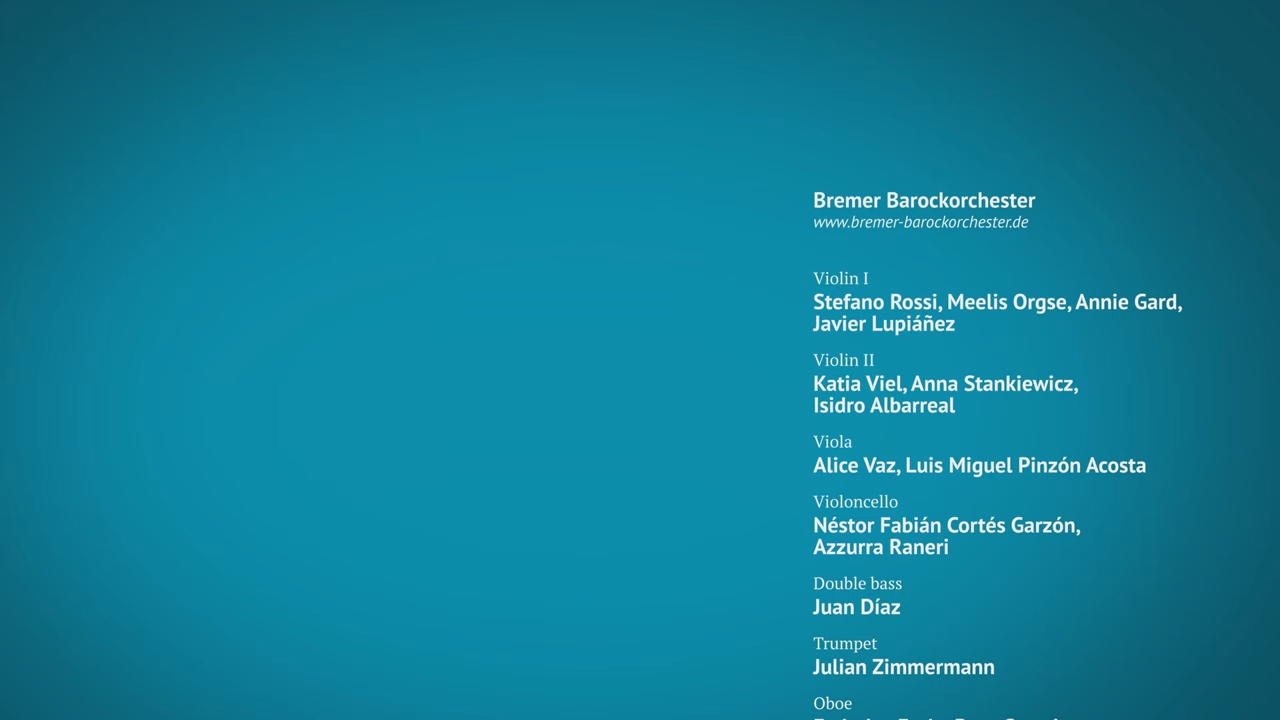 Bremer Barockorchester
www.bremer-barockorchester.de
Violin I
Stefano Rossi, Meelis Orgse, Annie Gard,
Javier Lupiáñez
Violin II
Katia Viel, Anna Stankiewicz,
Isidro Albarreal
Viola
Alice Vaz, Luis Miguel Pinzón Acosta
Violoncello
Néstor Fabián Cortés Garzón,
Azzurra Raneri
Double bass
Juan Díaz
Trumpet
Julian Zimmermann
Oboe